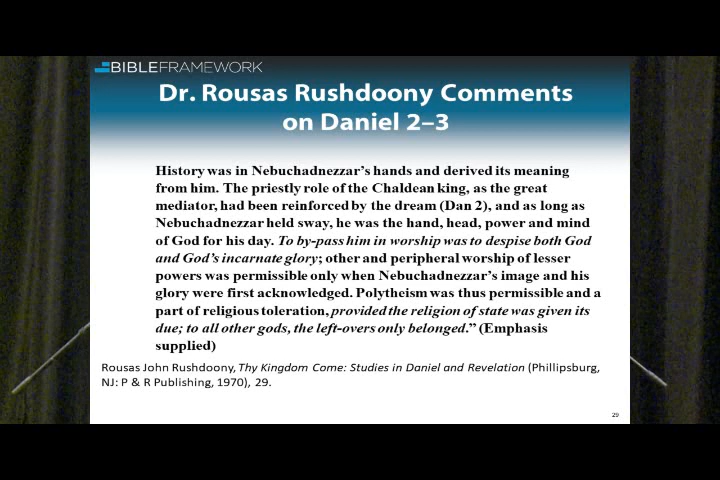 BIBLEFRAMEWORK
Dr. Rousas Rushdoony Comments
on Daniel 2–3
History was in Nebuchadnezzar's hands and derived its meaning
from him. The priestly role of the Chaldean king, as the great
mediator, had been reinforced by the dream (Dan 2), and as long as
Nebuchadnezzar held sway, he was the hand, head, power and mind
of God for his day. To by-pass him in worship was to despise both God
and God's incarnate glory; other and peripheral worship of lesser
powers was permissible only when Nebuchadnezzar's image and his
glory were first acknowledged. Polytheism was thus permissible and a
part of religious toleration, provided the religion of state was given its
due; to all other gods, the left-overs only belonged.” (Emphasis
supplied)
Rousas John Rushdoony, Thy Kingdom Come: Studies in Daniel and Revelation (Phillipsburg,
NJ: P & R Publishing, 1970), 29.
29